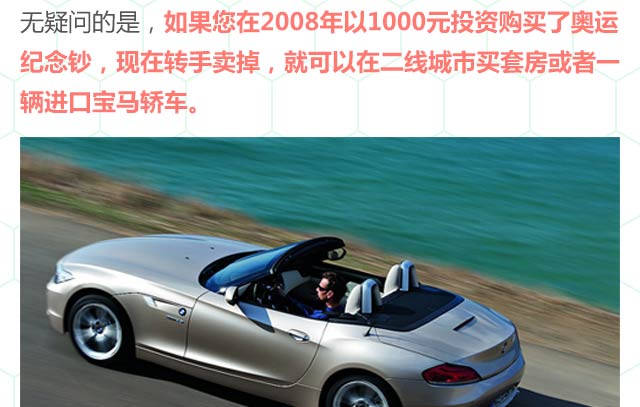 无疑问的是，如果您在2008年以1000元投资购买了奥运
纪念钞，现在转手卖掉，就可以在二线城市买套房或者一
辆进口宝马轿车。